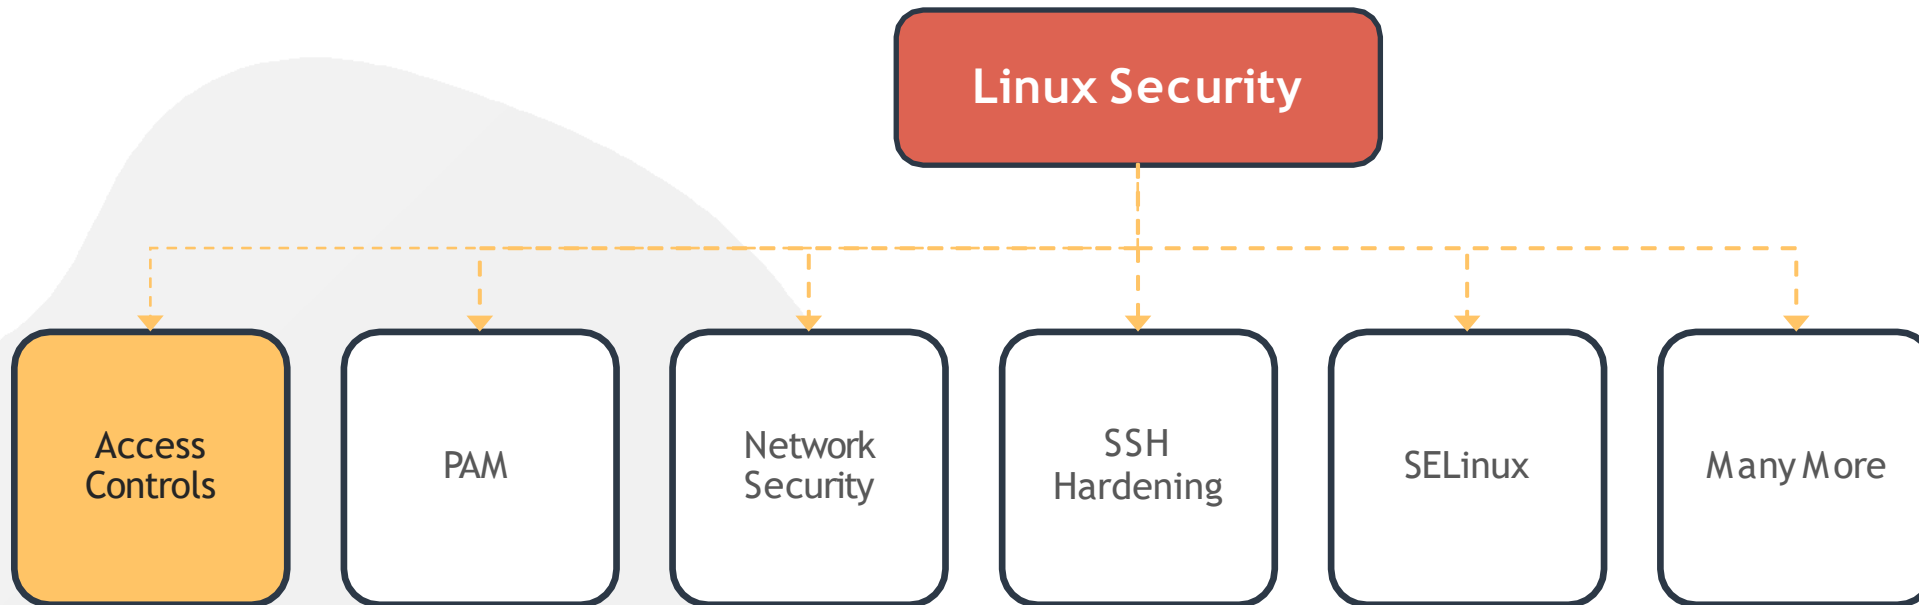 Linux Security
Access
Controls
PAM
Network
Security
SSH
Hardening
SELinux
Many More